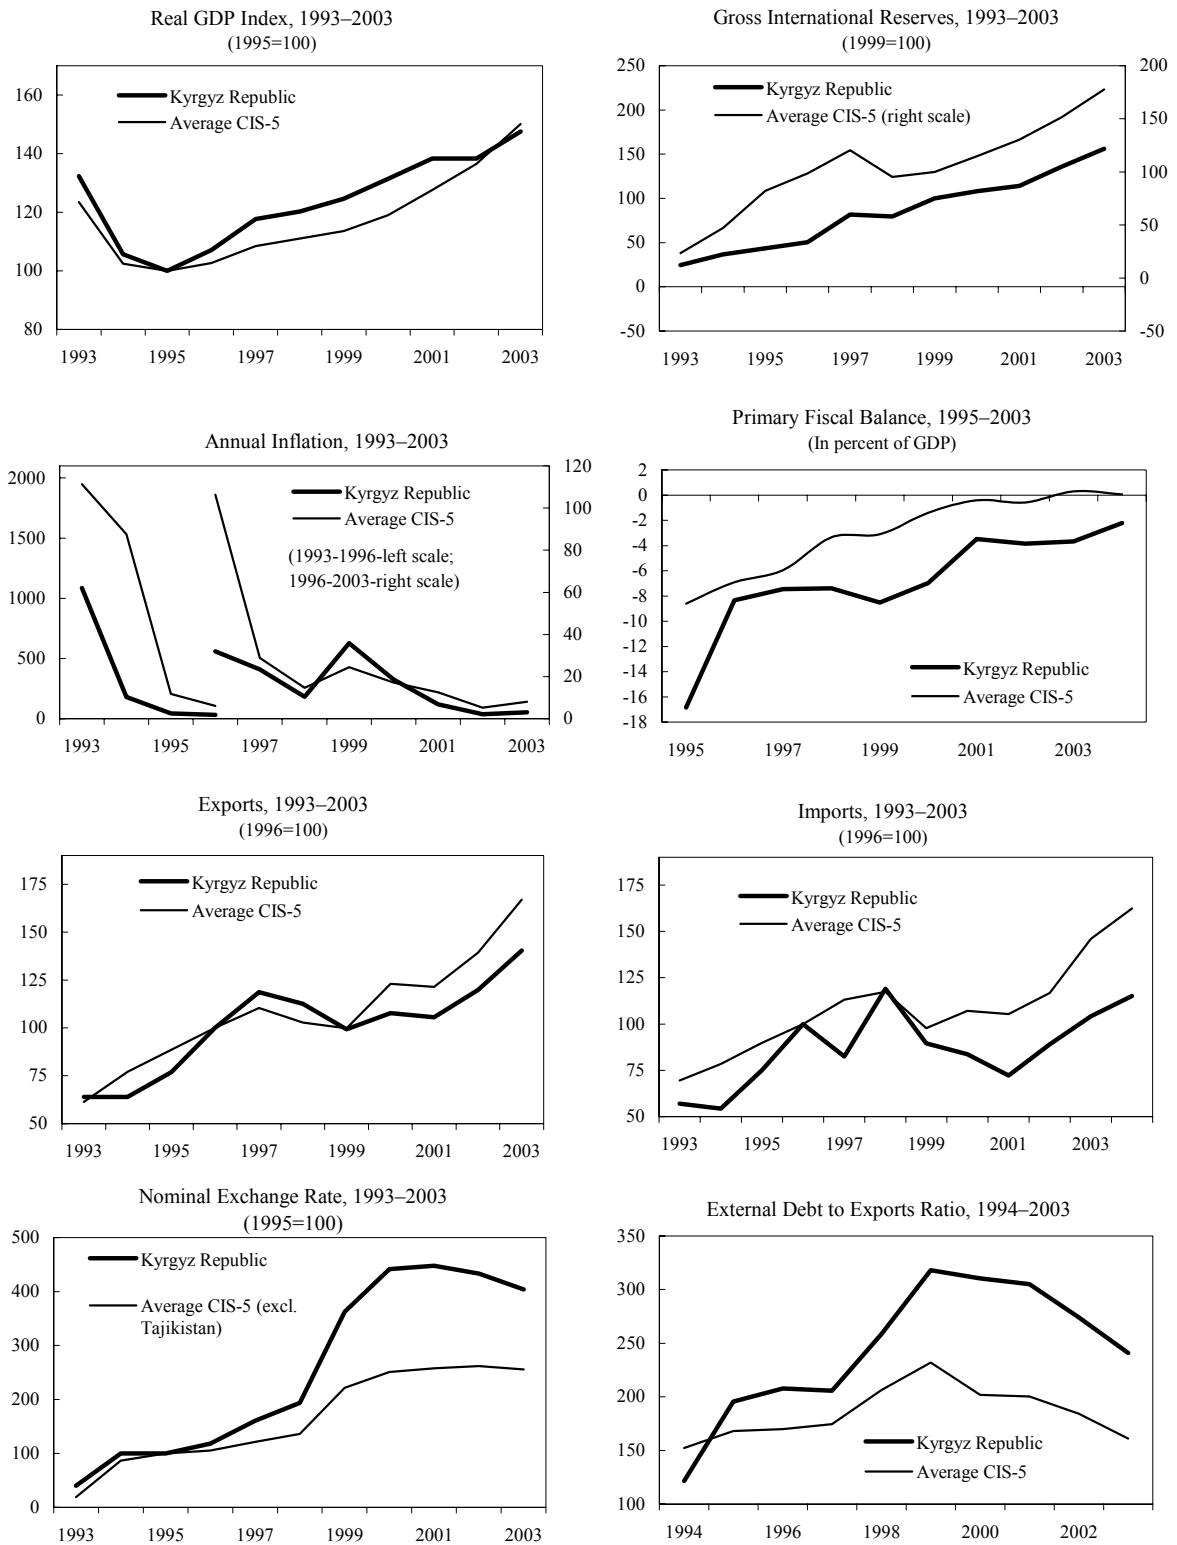 Real GDP Index, 1993–2003
(1995=100)
160
140
120
100
80
Kyrgyz Republic
Average CIS-5
1993 1995 1997 1999 2001 2003
Gross International Reserves, 1993–2003
(1999=100)
250
200
150
100
50
0
-50
Kyrgyz Republic
Average CIS-5 (right scale)
200
150
100
50
0
-50
1993 1995 1997 1999 2001 2003
Annual Inflation, 1993–2003
2000
1500
1000
500
0
Kyrgyz Republic
Average CIS-5
(1993-1996-left scale;
1996-2003-right scale)
120
100
80
60
40
20
0
1993 1995 1997 1999 2001 2003
Primary Fiscal Balance, 1995–2003
(In percent of GDP)
2
0
-2
-4
-6
-8
-10
-12
-14
-16
-18
Kyrgyz Republic
Average CIS-5
1995 1997 1999 2001 2003
Exports, 1993–2003
(1996=100)
175
150
125
100
75
50
Kyrgyz Republic
Average CIS-5
1993 1995 1997 1999 2001 2003
Imports, 1993–2003
(1996=100)
175
150
125
100
75
50
Kyrgyz Republic
Average CIS-5
1993 1995 1997 1999 2001 2003
Nominal Exchange Rate, 1993–2003
(1995=100)
500
400
300
200
100
0
Kyrgyz Republic
Average CIS-5 (excl.
Tajikistan)
1993 1995 1997 1999 2001 2003
External Debt to Exports Ratio, 1994–2003
350
300
250
200
150
100
Kyrgyz Republic
Average CIS-5
1994 1996 1998 2000 2002